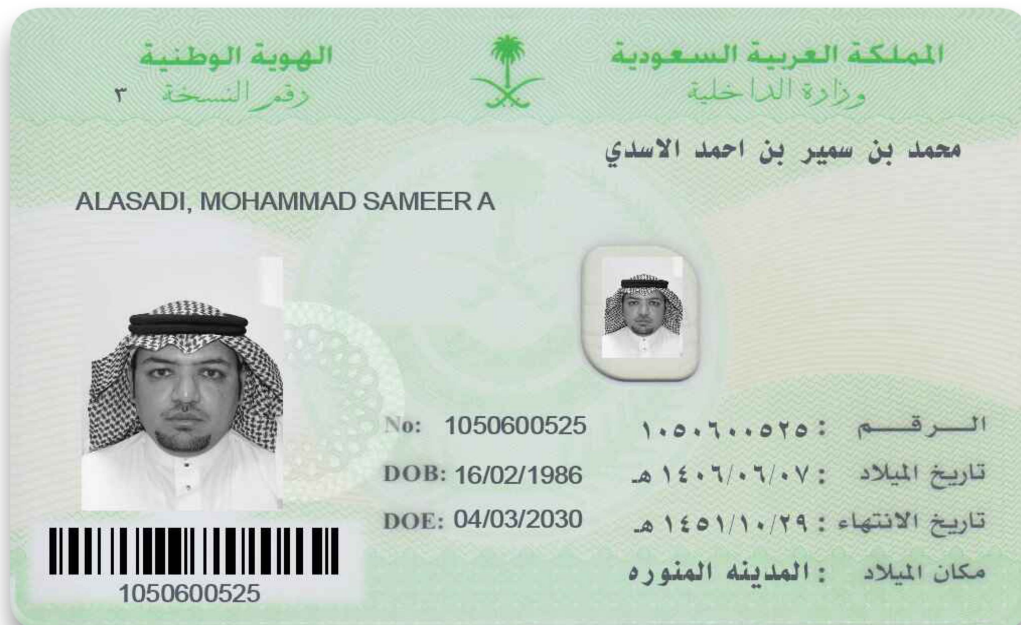 المملكة العربية السعودية
وزارة الداخلية
الهوية الوطنية
رقم النسخة ٣
محمد بن سمير بن احمد الاسدي
ALASADI, MOHAMMAD SAMEER A
الــرقــم : ١٠٥٠٦٠٠٥٢٥
No: 1050600525
تاريخ الميلاد : ١٤٠٦/٠٦/٠٧ هـ
DOB: 16/02/1986
تاريخ الانتهاء : ١٤٥١/١٠/٢٩ هـ
DOE: 04/03/2030
مكان الميلاد : المدينه المنوره
1050600525